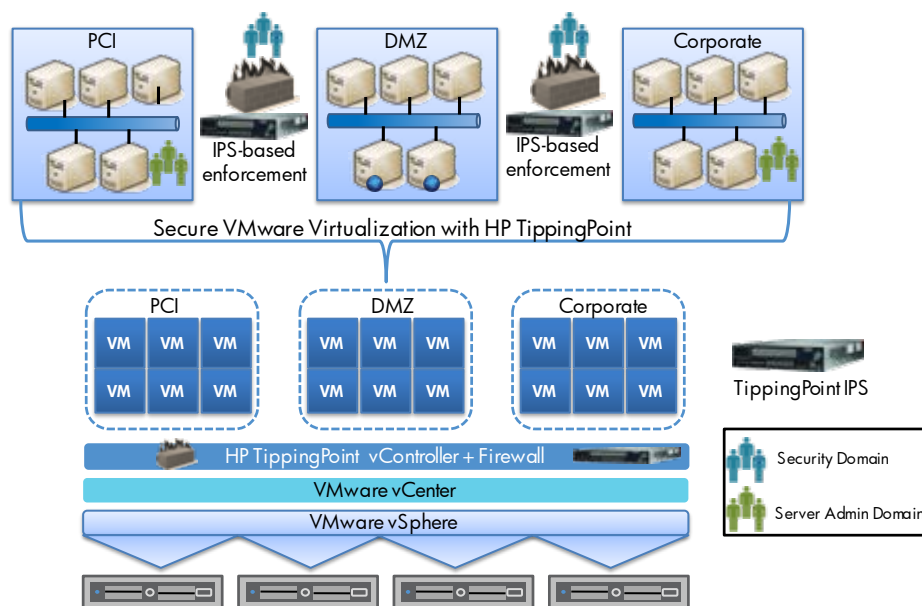 PCI
DMZ
Corporate
IPS-based
enforcement
IPS-based
enforcement
Secure VMware Virtualization with HP TippingPoint
PCI
DMZ
Corporate
VM VM VM
VM VM VM
VM VM VM
VM VM VM
VM VM VM
VM VM VM
TippingPoint IPS
HP TippingPoint vController + Firewall
Security Domain
VMware vCenter
Server Admin Domain
VMware vSphere